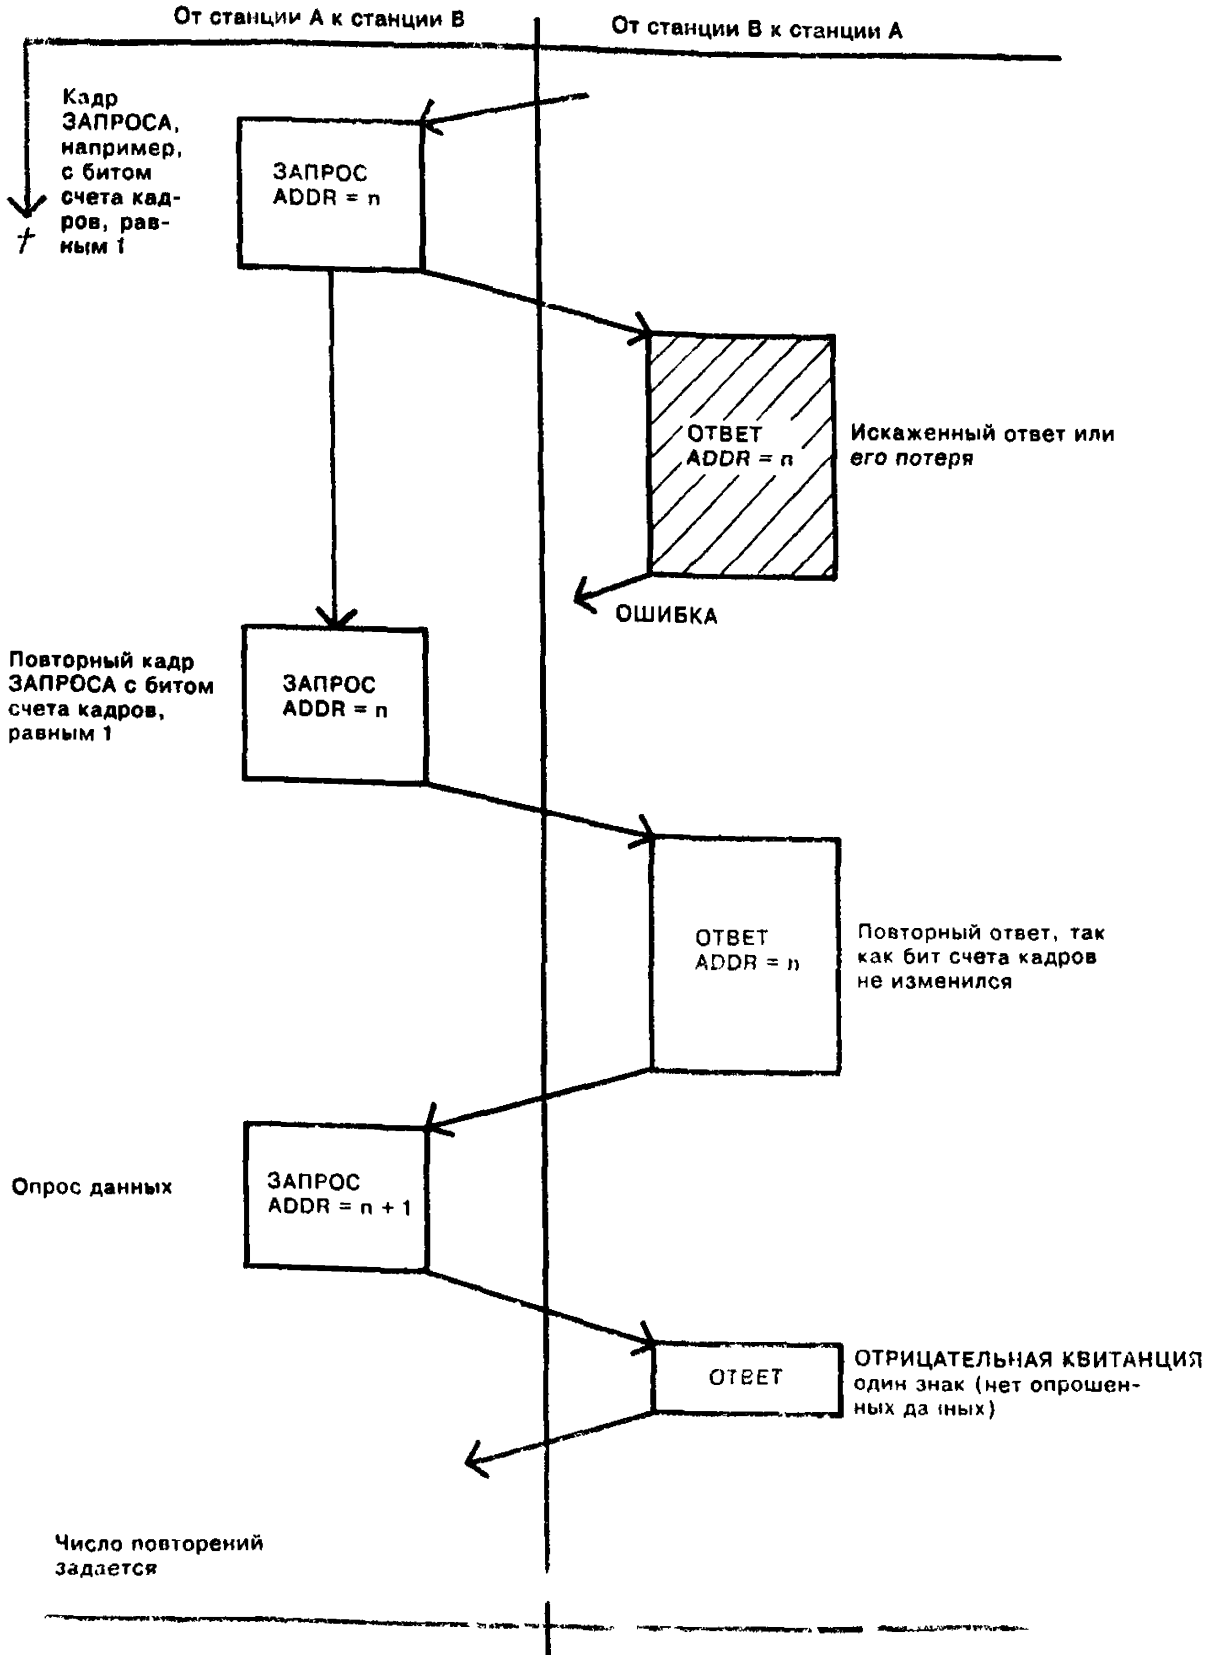 От станции А к станции В
От станции В к станции А
Кадр
ЗАПРОСА,
например,
с битом
счета кад-
ров, рав-
ным 1
t
ЗАПРОС
ADDR = n
ОТВЕТ
ADDR = n
Искаженный ответ или
его потеря
ОШИБКА
Повторный кадр
ЗАПРОСА с битом
счета кадров,
равным 1
ЗАПРОС
ADDR = n
ОТВЕТ
ADDR = n
Повторный ответ, так
как бит счета кадров
не изменился
Опрос данных
ЗАПРОС
ADDR = n + 1
ОТВЕТ
ОТРИЦАТЕЛЬНАЯ КВИТАНЦИЯ
один знак (нет опрошен-
ных данных)
Число повторений
задается